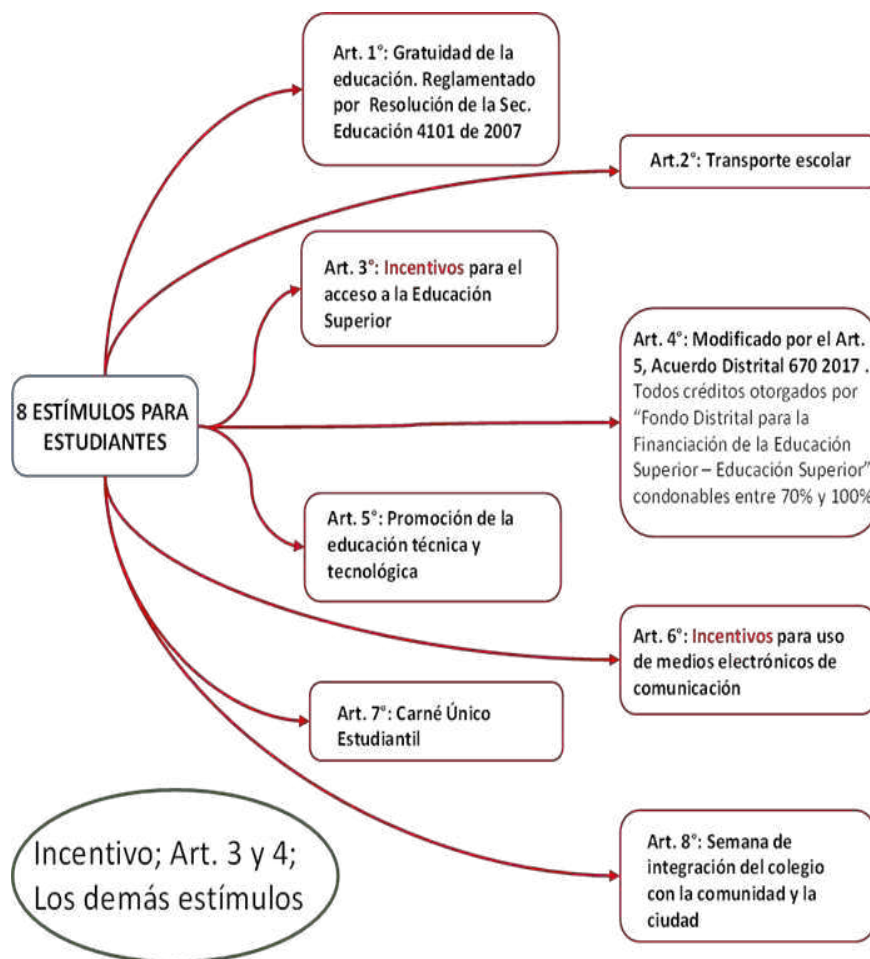 Art. 1°: Gratuidad de la
educación. Reglamentado
por Resolución de la Sec.
Educación 4101 de 2007
Art.2°: Transporte escolar
Art. 3°: Incentivos para el
acceso a la Educación
Superior
Art. 4°: Modificado por el Art.
5, Acuerdo Distrital 670 2017 .
Todos créditos otorgados por
“Fondo Distrital para la
Financiación de la Educación
Superior – Educación Superior”
condonables entre 70% y 100%
8 ESTÍMULOS PARA
ESTUDIANTES
Art. 5°: Promoción de la
educación técnica y
tecnológica
Art. 6°: Incentivos para uso
de medios electrónicos de
comunicación
Art. 7°: Carné Único
Estudiantil
Art. 8°: Semana de
integración del colegio
con la comunidad y la
ciudad
Incentivo; Art. 3 y 4;
Los demás estímulos